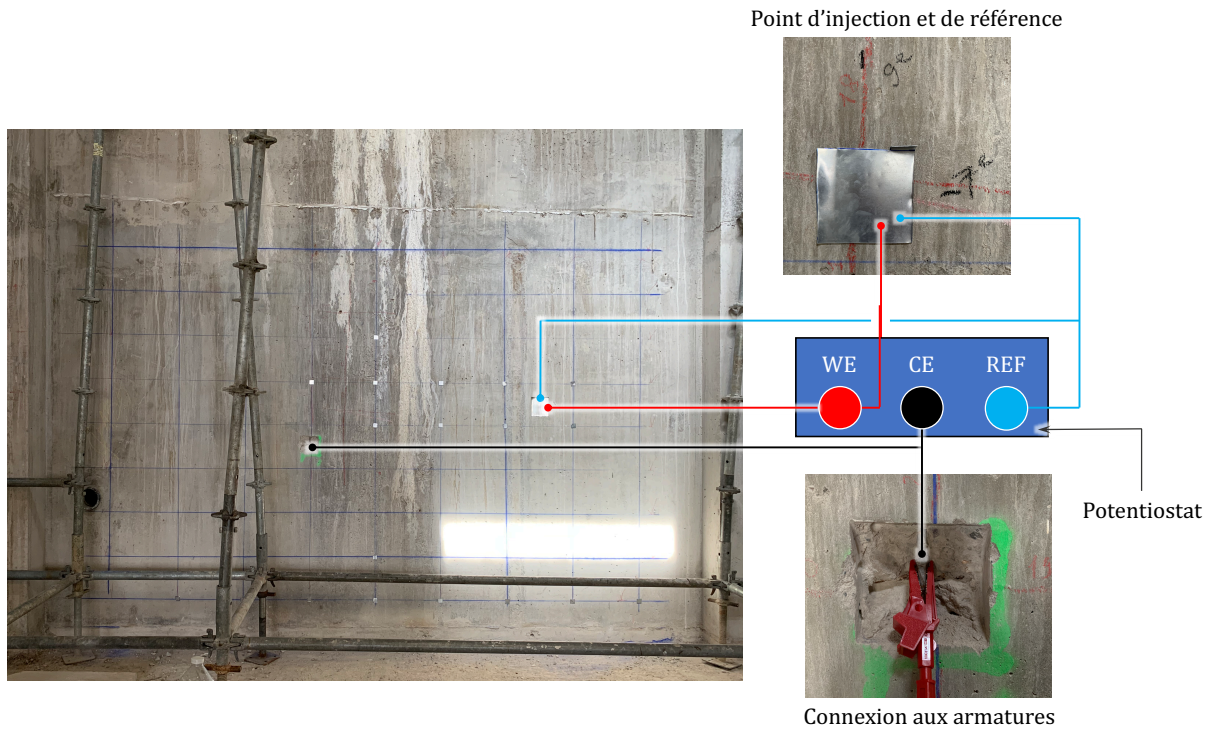 Point d’injection et de référence
WE
CE
REF
Potentiostat
Connexion aux armatures